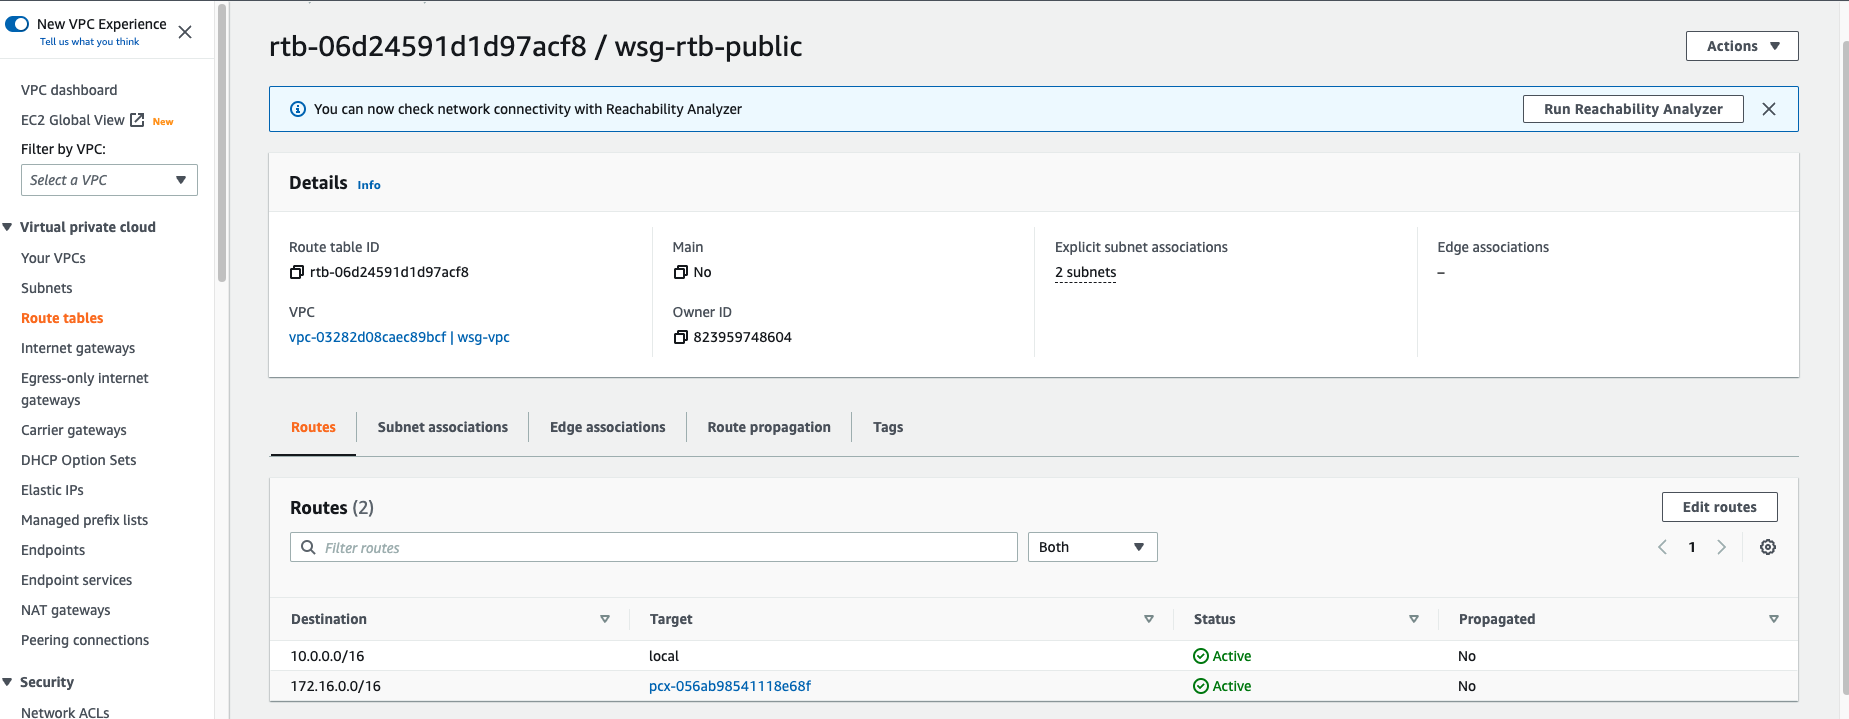 New VPC Experience
Tell us what you think
VPC dashboard
EC2 Global View New
Filter by VPC:
Select a VPC
Virtual private cloud
Your VPCs
Subnets
Route tables
Internet gateways
Egress-only internet
gateways
Carrier gateways
DHCP Option Sets
Elastic IPs
Managed prefix lists
Endpoints
Endpoint services
NAT gateways
Peering connections
Security
Network ACLs
rtb-06d24591d1d97acf8 / wsg-rtb-public
Actions
You can now check network connectivity with Reachability Analyzer
Run Reachability Analyzer
Details Info
Route table ID
rtb-06d24591d1d97acf8
Main
No
Explicit subnet associations
2 subnets
Edge associations
–
VPC
vpc-03282d08caec89bcf | wsg-vpc
Owner ID
823959748604
Routes Subnet associations Edge associations Route propagation Tags
Routes (2)
Edit routes
Filter routes
Both
1
Destination Target Status Propagated
10.0.0.0/16 local Active No
172.16.0.0/16 pcx-056ab98541118e68f Active No